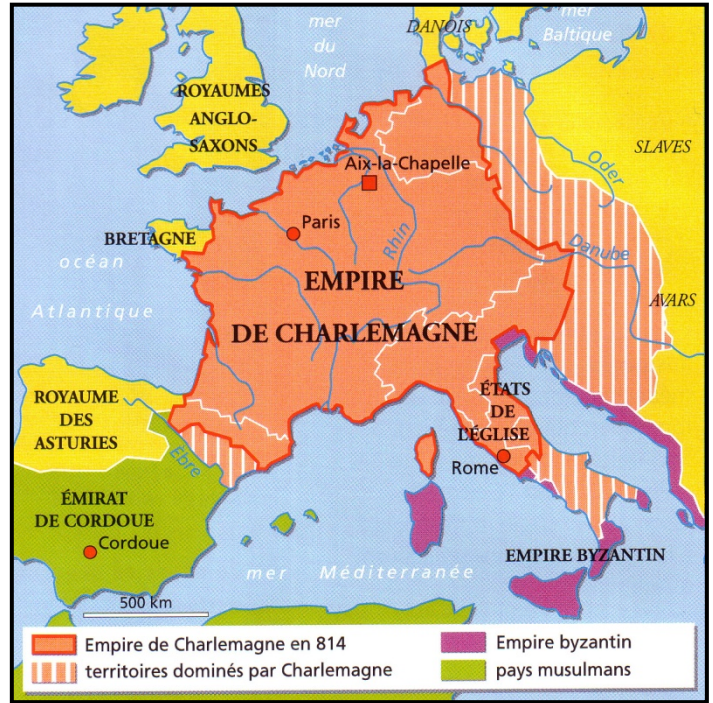 mer
du
Nord
DANOIS
mer
Baltique
ROYAUMES
ANGLO-
SAXONS
SLAVES
Oder
Aix-la-Chapelle
Paris
Rhin
BRETAGNE
Danube
océan
Atlantique
EMPIRE
DE CHARLEMAGNE
AVARS
ROYAUME
DES
ASTURIES
ÉTATS
DE
L'ÉGLISE
Rome
Èbre
ÉMIRAT
DE CORDOUE
Cordoue
EMPIRE BYZANTIN
mer Méditerranée
500 km
Empire de Charlemagne en 814
territoires dominés par Charlemagne
Empire byzantin
pays musulmans